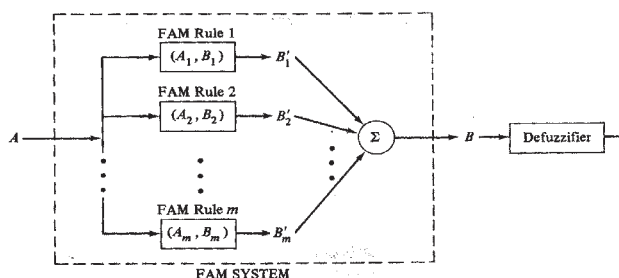 FAM Rule 1
(A₁, B₁)
B′₁
FAM Rule 2
(A₂, B₂)
B′₂
A
Σ
B
Defuzzifier
FAM Rule m
(Aₘ, Bₘ)
B′ₘ
FAM SYSTEM